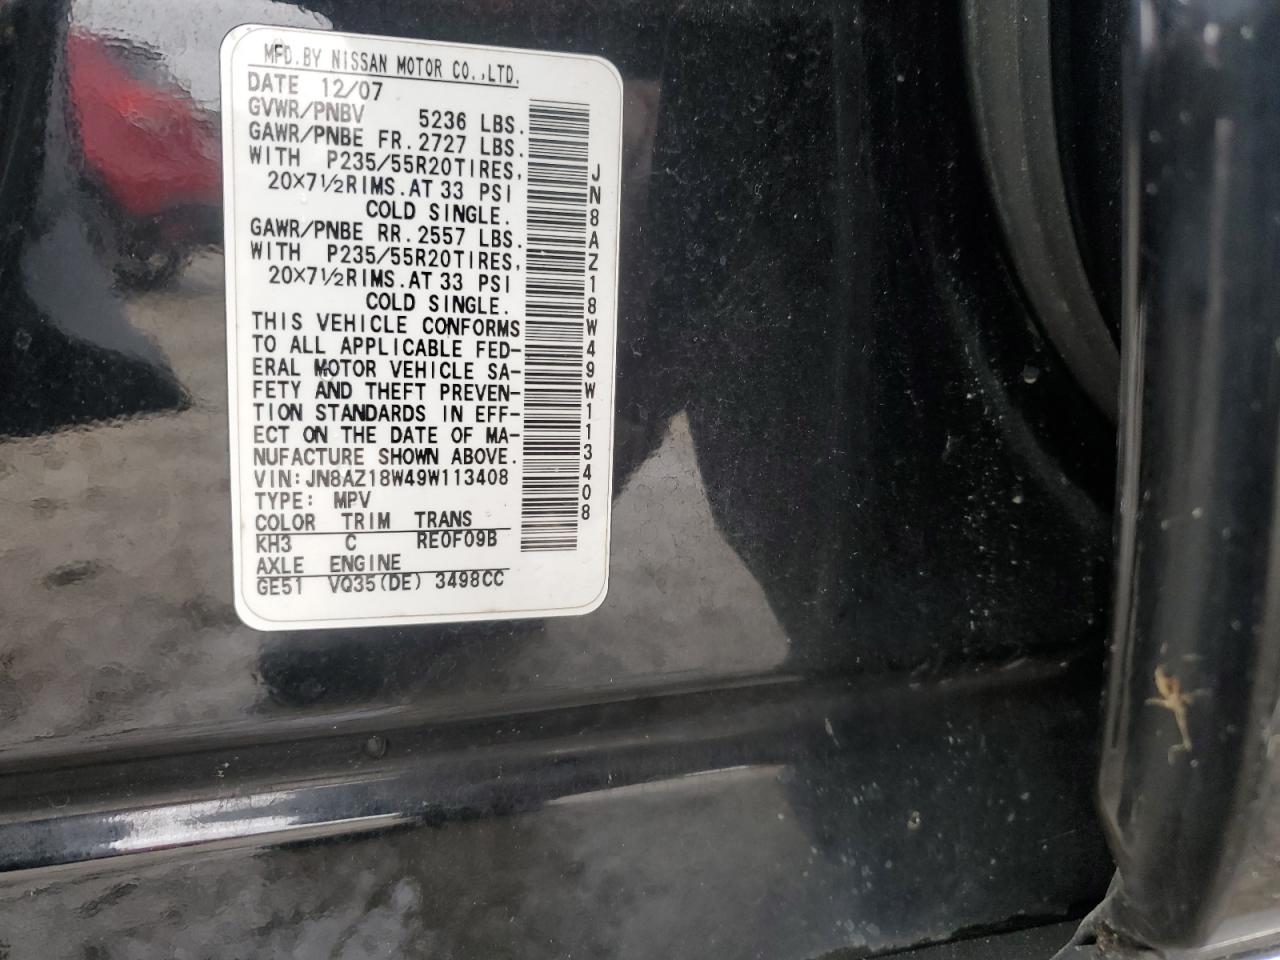 MFD.BY NISSAN MOTOR CO.,LTD.
DATE 12/07
GVWR/PNBV 5236 LBS.
GAWR/PNBE FR.2727 LBS.
WITH P235/55R20TIRES,
20×7½RIMS.AT 33 PSI
COLD SINGLE.
GAWR/PNBE RR.2557 LBS.
WITH P235/55R20TIRES,
20×7½RIMS.AT 33 PSI
COLD SINGLE.
THIS VEHICLE CONFORMS
TO ALL APPLICABLE FED-
ERAL MOTOR VEHICLE SA-
FETY AND THEFT PREVEN-
TION STANDARDS IN EFF-
ECT ON THE DATE OF MA-
NUFACTURE SHOWN ABOVE.
VIN:JN8AZ18W49W113408
TYPE: MPV
COLOR TRIM TRANS
KH3 C RE0F09B
AXLE ENGINE
GE51 VQ35(DE) 3498CC
JN8AZ18W49W113408